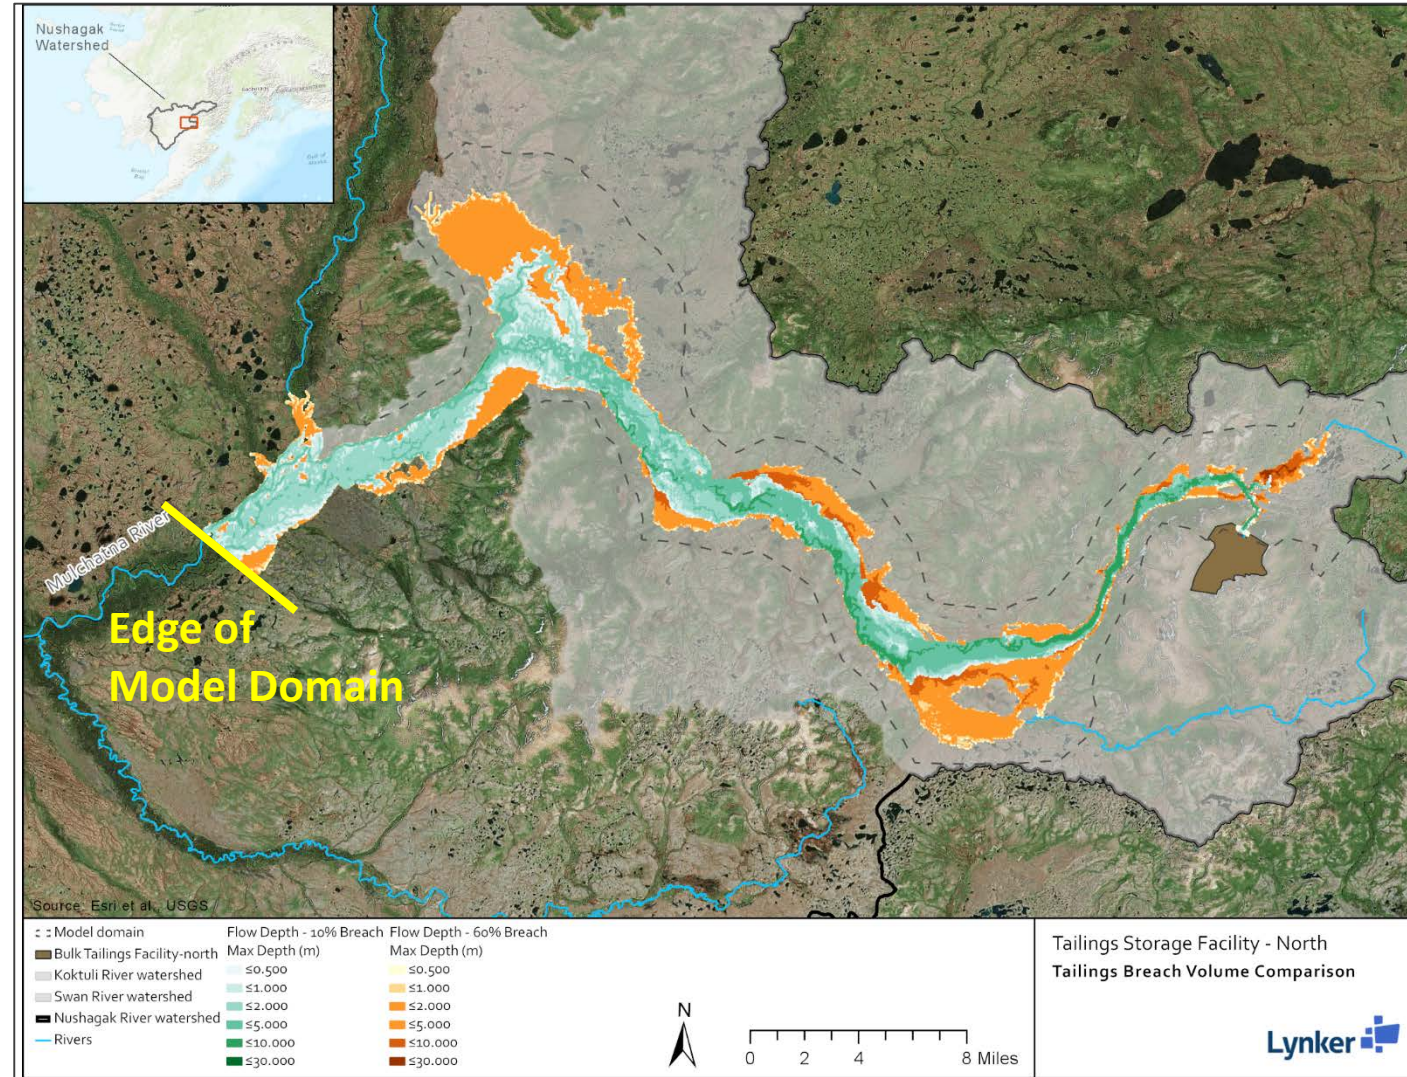 Nushagak
Watershed
Mulchatna River
Edge of
Model Domain
Source: Esri et al., USGS
Model domain
Bulk Tailings Facility-north
Koktuli River watershed
Swan River watershed
Nushagak River watershed
Rivers
Flow Depth - 10% Breach
Max Depth (m)
≤0.500
≤1.000
≤2.000
≤5.000
≤10.000
≤30.000
Flow Depth - 60% Breach
Max Depth (m)
≤0.500
≤1.000
≤2.000
≤5.000
≤10.000
≤30.000
N
0 2 4 8 Miles
Tailings Storage Facility - North
Tailings Breach Volume Comparison
Lynker